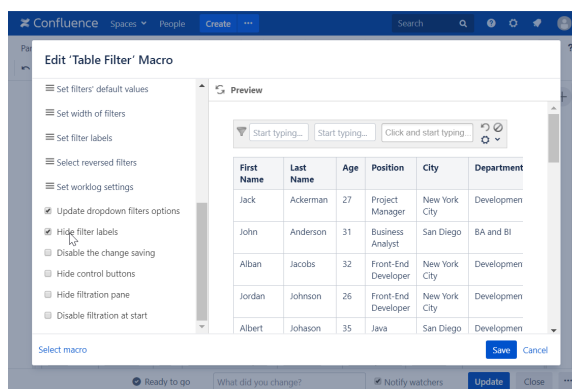 Confluence Spaces People Create ... Search
Edit 'Table Filter' Macro
Set filters' default values
Set width of filters
Set filter labels
Select reversed filters
Set worklog settings
Update dropdown filters options
Hide filter labels
Disable the change saving
Hide control buttons
Hide filtration pane
Disable filtration at start
Preview
Start typing... Start typing... Click and start typing...
First Name Last Name Age Position City Department
Jack Ackerman 27 Project Manager New York City Developmen
John Anderson 31 Business Analyst San Diego BA and BI
Alban Jacobs 32 Front-End Developer New York City Developmen
Jordan Johnson 26 Front-End Developer New York City Developmen
Albert Johason 35 Java San Diego Developmen
Select macro Save Cancel
Ready to go What did you change? Notify watchers Update Close ...